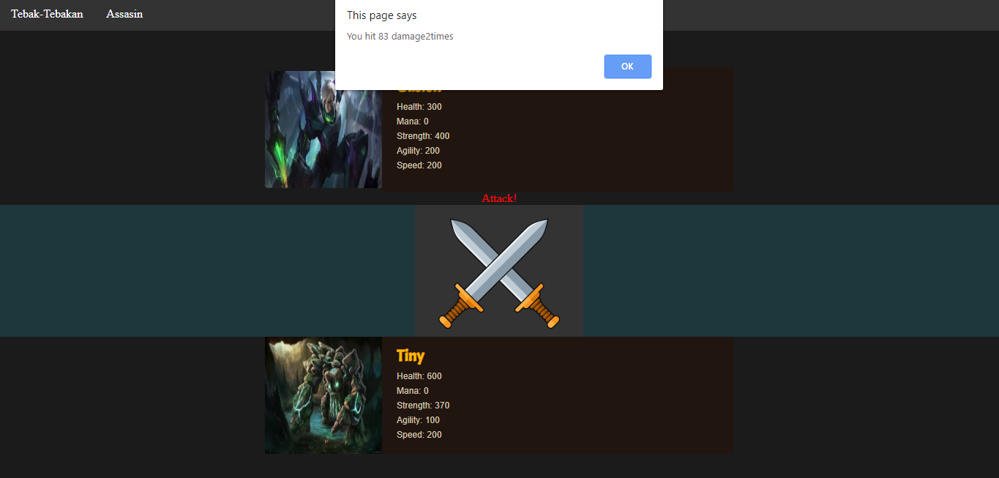 Tebak-Tebakan Assasin
This page says
You hit 83 damage2times
OK
Health: 300
Mana: 0
Strength: 400
Agility: 200
Speed: 200
Attack!
Tiny
Health: 600
Mana: 0
Strength: 370
Agility: 100
Speed: 200